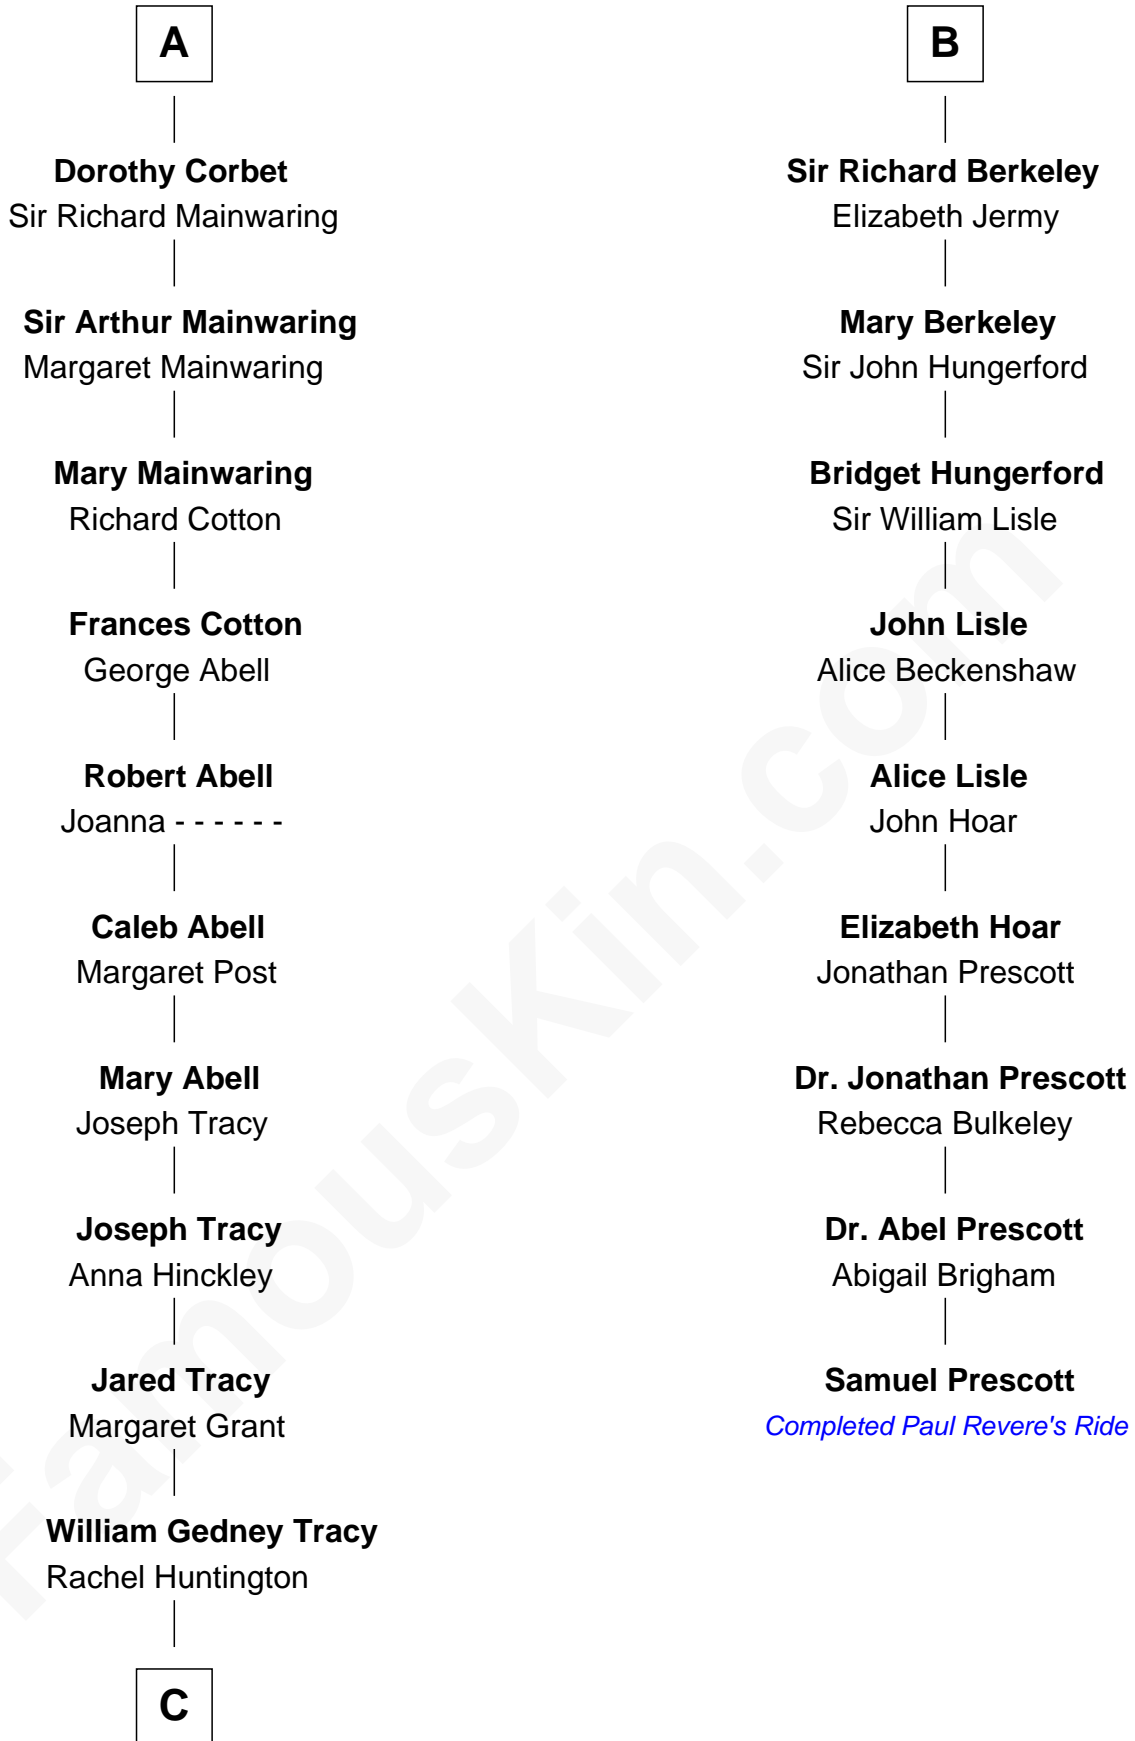 A
Dorothy Corbet
Sir Richard Mainwaring
Sir Arthur Mainwaring
Margaret Mainwaring
Mary Mainwaring
Richard Cotton
Frances Cotton
George Abell
Robert Abell
Joanna - - - - - -
Caleb Abell
Margaret Post
Mary Abell
Joseph Tracy
Joseph Tracy
Anna Hinckley
Jared Tracy
Margaret Grant
William Gedney Tracy
Rachel Huntington
C
B
Sir Richard Berkeley
Elizabeth Jermy
Mary Berkeley
Sir John Hungerford
Bridget Hungerford
Sir William Lisle
John Lisle
Alice Beckenshaw
Alice Lisle
John Hoar
Elizabeth Hoar
Jonathan Prescott
Dr. Jonathan Prescott
Rebecca Bulkeley
Dr. Abel Prescott
Abigail Brigham
Samuel Prescott
Completed Paul Revere's Ride
FamousKin.com